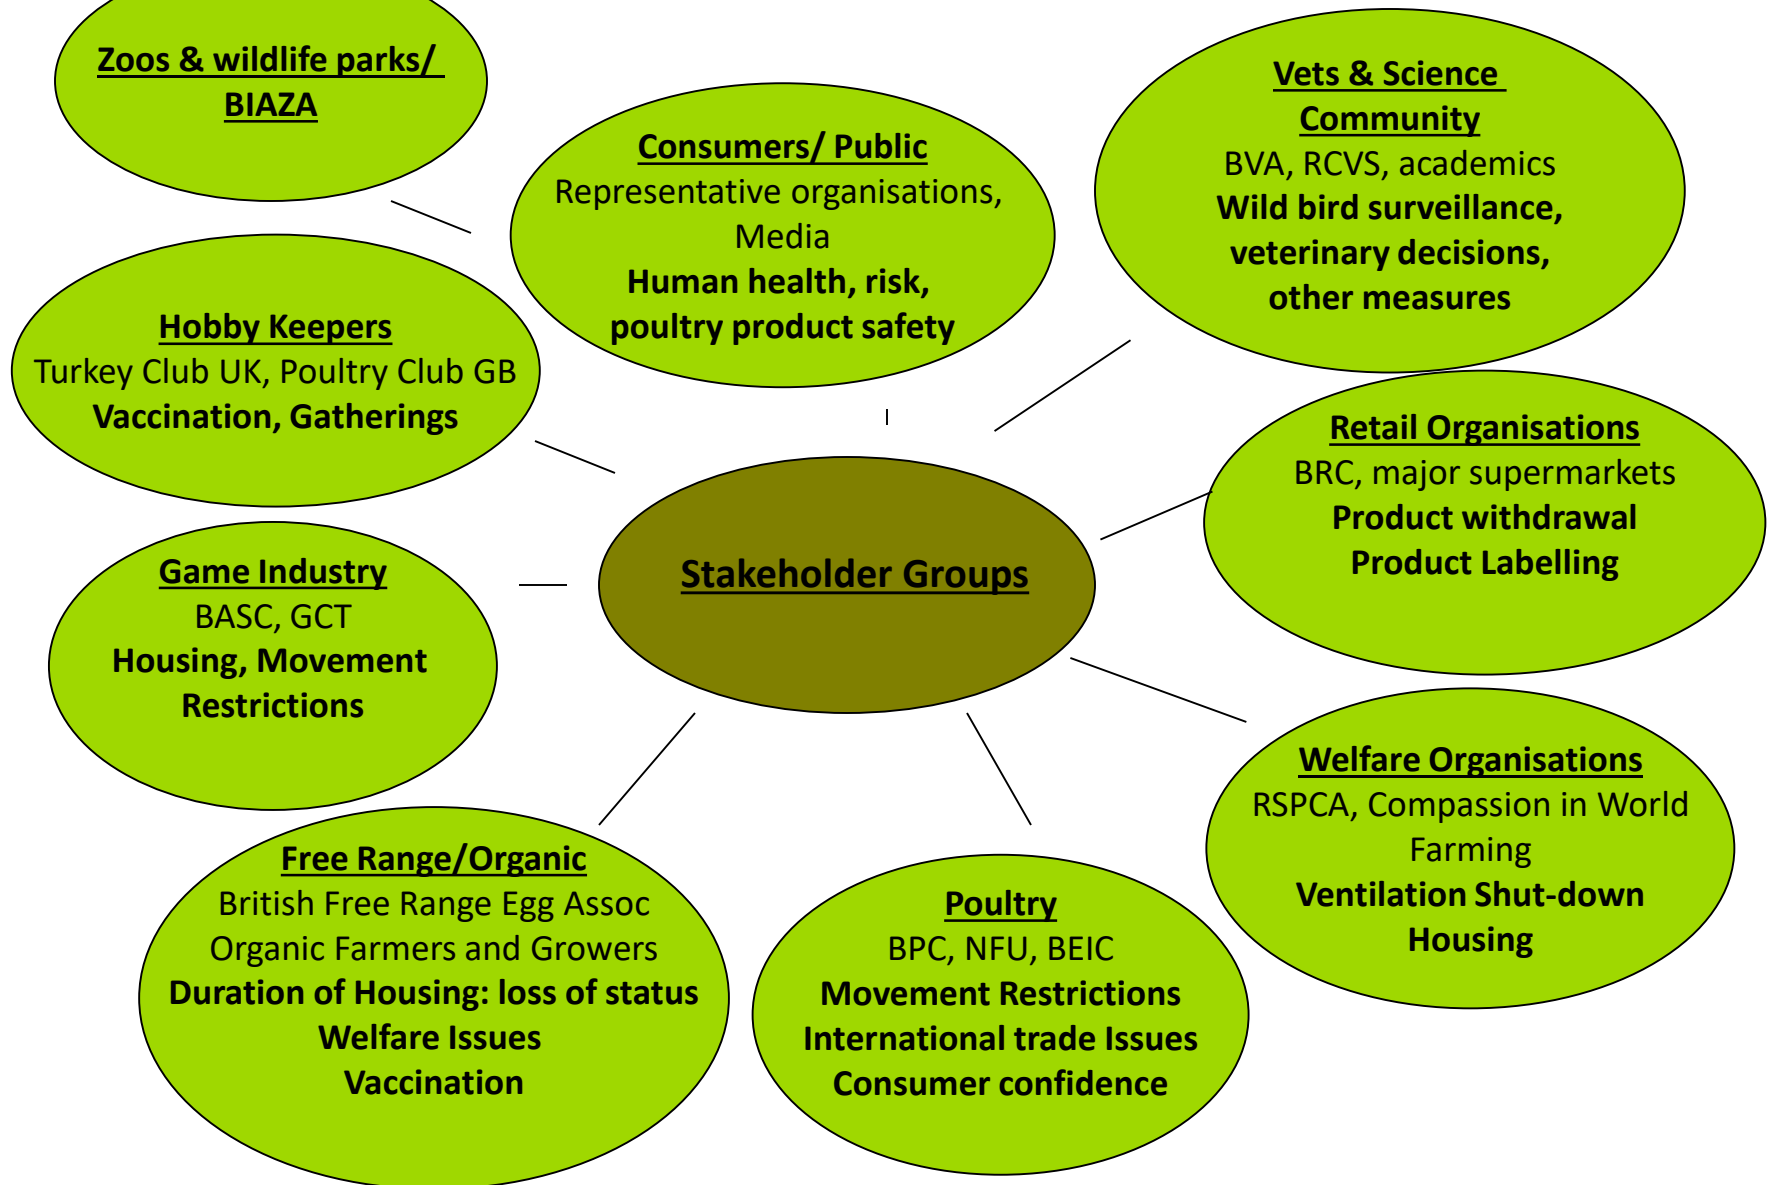 Zoos & wildlife parks/
BIAZA
Consumers/ Public
Representative organisations,
Media
Human health, risk,
poultry product safety
Vets & Science
Community
BVA, RCVS, academics
Wild bird surveillance,
veterinary decisions,
other measures
Hobby Keepers
Turkey Club UK, Poultry Club GB
Vaccination, Gatherings
Retail Organisations
BRC, major supermarkets
Product withdrawal
Product Labelling
Stakeholder Groups
Game Industry
BASC, GCT
Housing, Movement
Restrictions
Welfare Organisations
RSPCA, Compassion in World
Farming
Ventilation Shut-down
Housing
Free Range/Organic
British Free Range Egg Assoc
Organic Farmers and Growers
Duration of Housing: loss of status
Welfare Issues
Vaccination
Poultry
BPC, NFU, BEIC
Movement Restrictions
International trade Issues
Consumer confidence